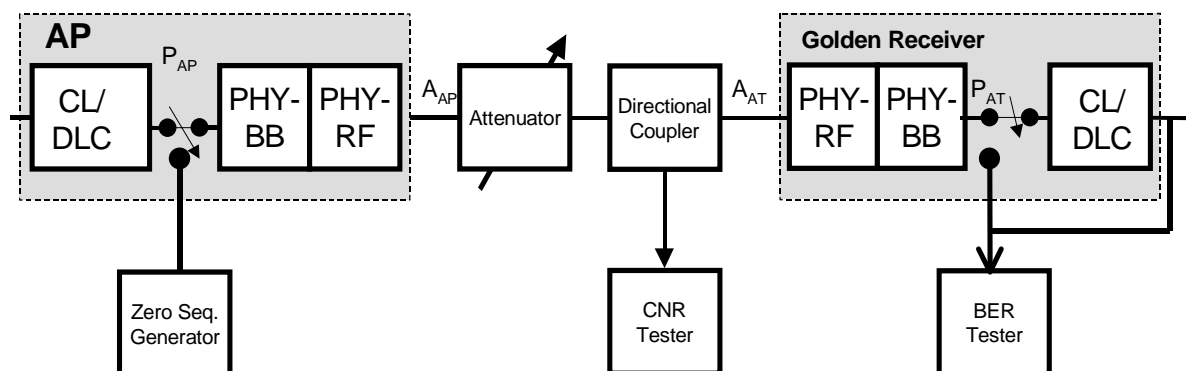 AP
Golden Receiver
P_AP
P_AT
CL/
DLC
PHY-
BB
PHY-
RF
A_AP
Attenuator
Directional
Coupler
A_AT
PHY-
RF
PHY-
BB
CL/
DLC
Zero Seq.
Generator
CNR
Tester
BER
Tester